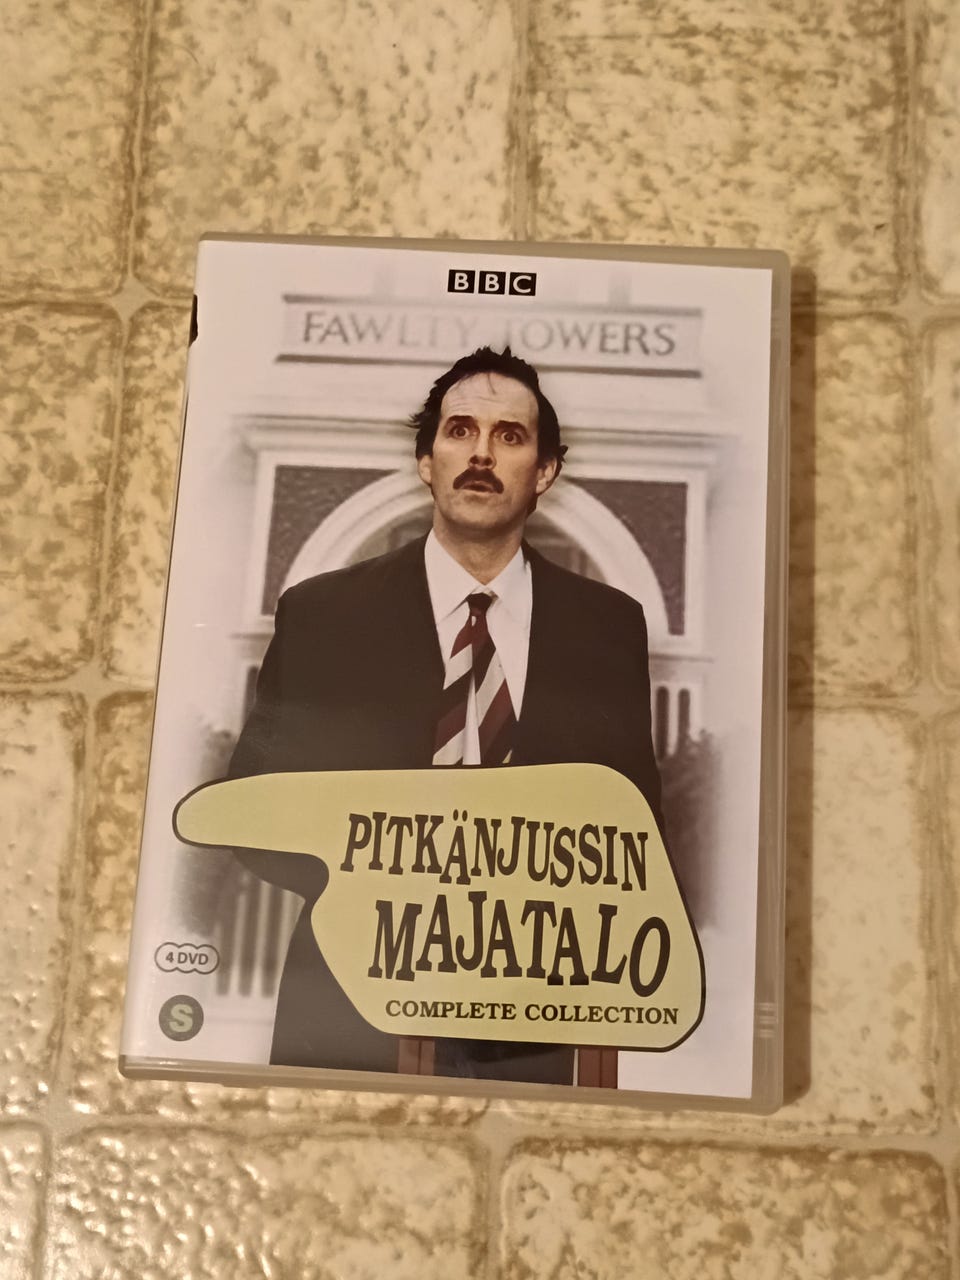 BBC
FAWLTY TOWERS
PITKÄNJUSSIN
MAJATALO
COMPLETE COLLECTION
4 DVD
S